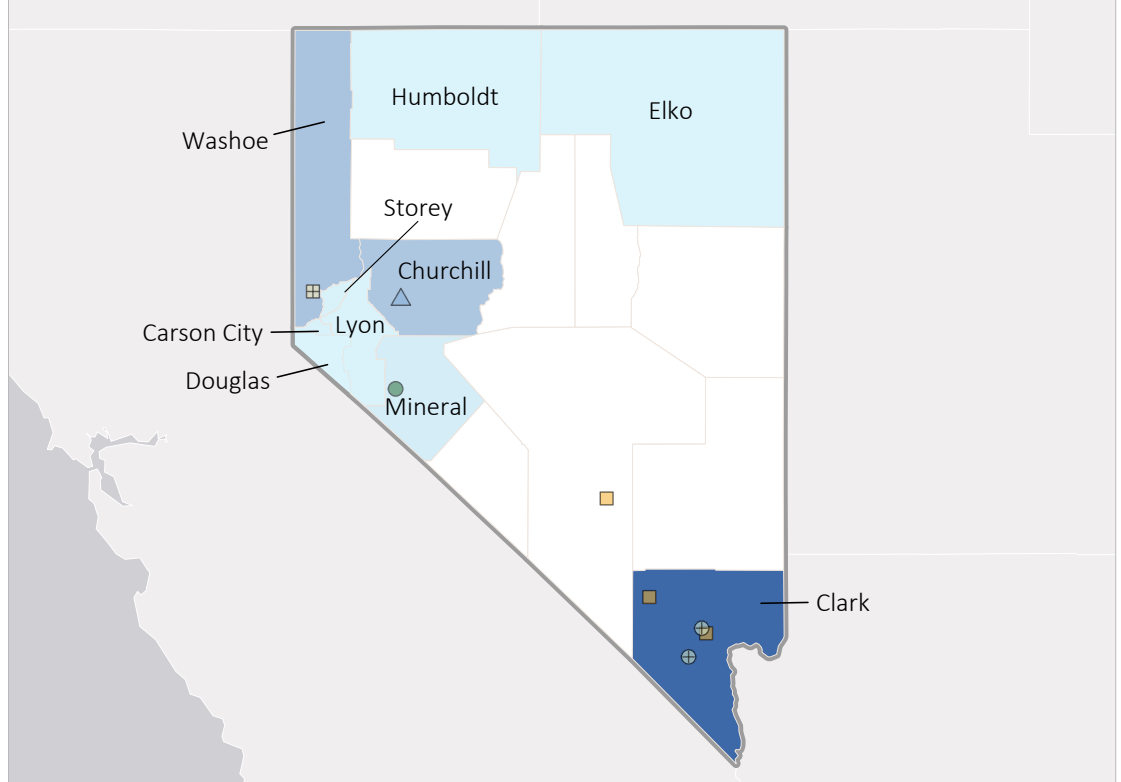 Humboldt
Elko
Washoe
Storey
Churchill
Lyon
Carson City
Douglas
Mineral
Clark